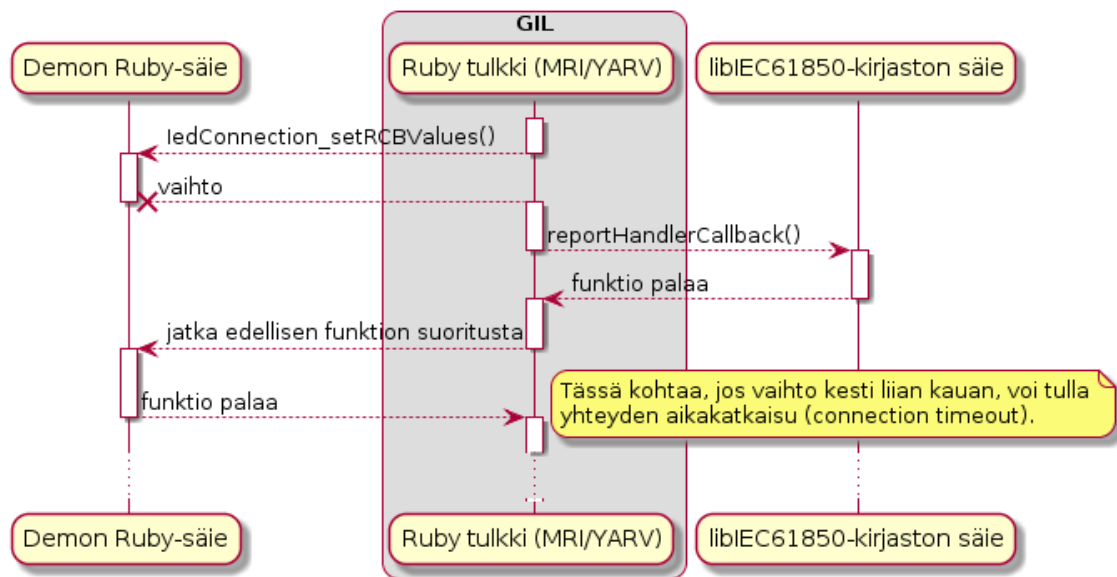 GIL
Demon Ruby-säie
Ruby tulkki (MRI/YARV)
libIEC61850-kirjaston säie
IedConnection_setRCBValues()
vaihto
reportHandlerCallback()
funktio palaa
jatka edellisen funktion suoritusta
Tässä kohtaa, jos vaihto kesti liian kauan, voi tulla
yhteyden aikakatkaisu (connection timeout).
funktio palaa
Demon Ruby-säie
Ruby tulkki (MRI/YARV)
libIEC61850-kirjaston säie